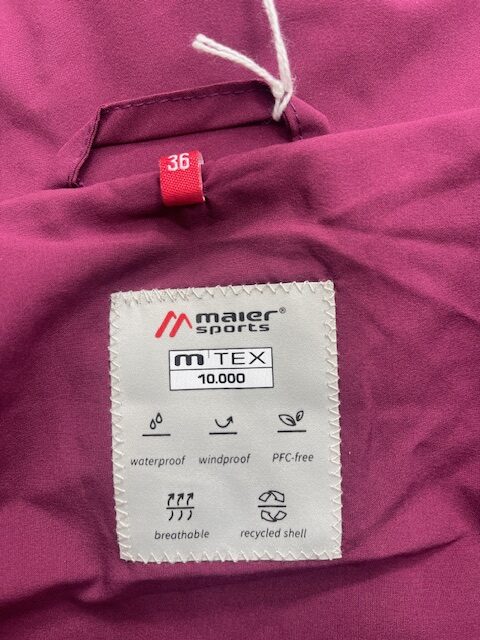 36
maier®
sports
m TEX
10.000
waterproof windproof PFC-free
breathable recycled shell